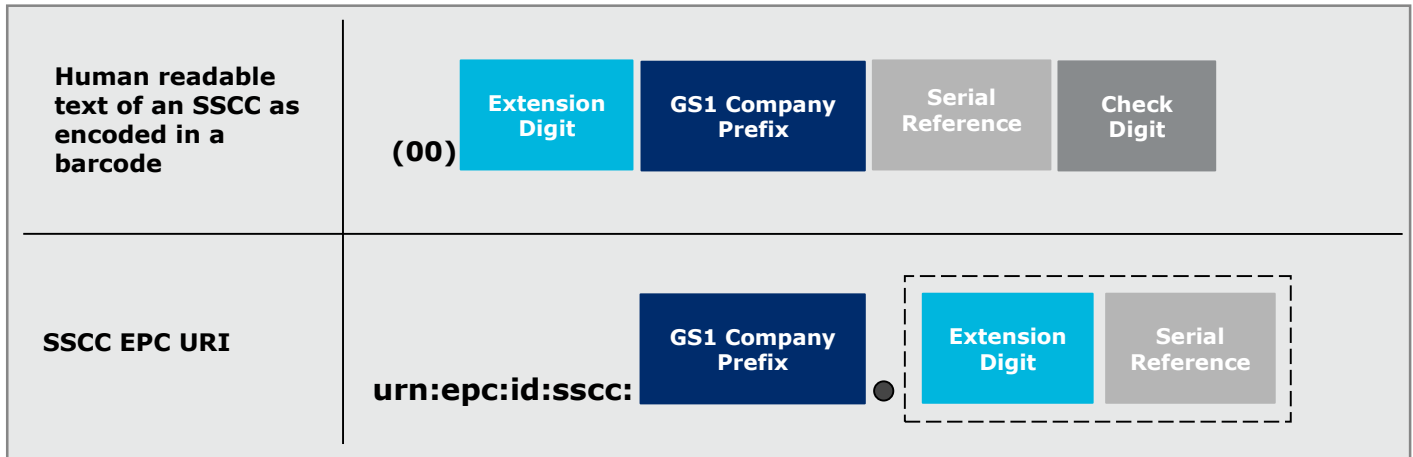 Human readable
text of an SSCC as
encoded in a
barcode
(00)
Extension
Digit
GS1 Company
Prefix
Serial
Reference
Check
Digit
SSCC EPC URI
urn:epc:id:sscc:
GS1 Company
Prefix
Extension
Digit
Serial
Reference